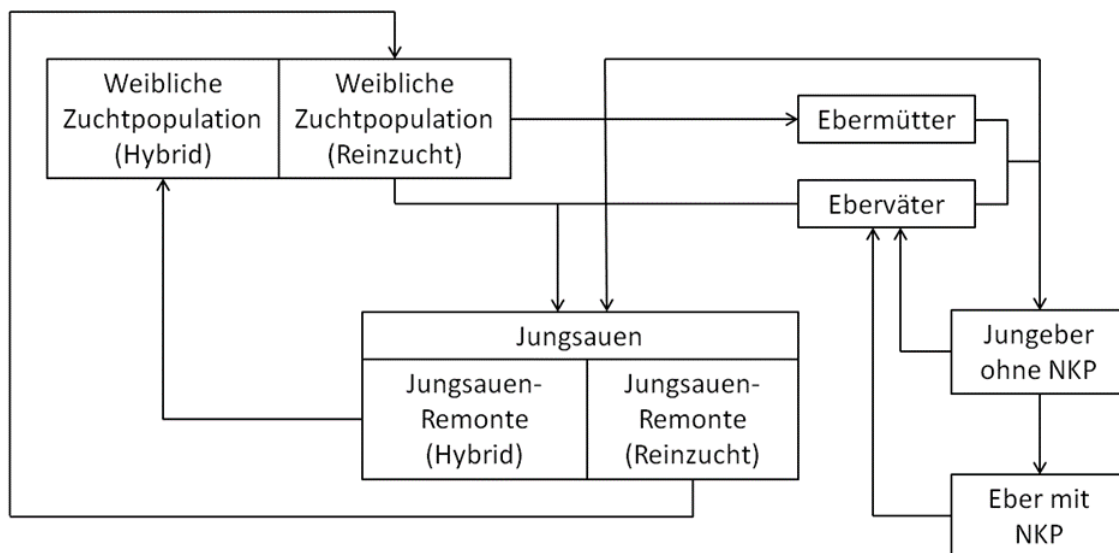 Weibliche
Zuchtpopulation
(Hybrid)
Weibliche
Zuchtpopulation
(Reinzucht)
Ebermütter
Eberväter
Jungsauen
Jungsauen-
Remonte
(Hybrid)
Jungsauen-
Remonte
(Reinzucht)
Jungeber
ohne NKP
Eber mit
NKP